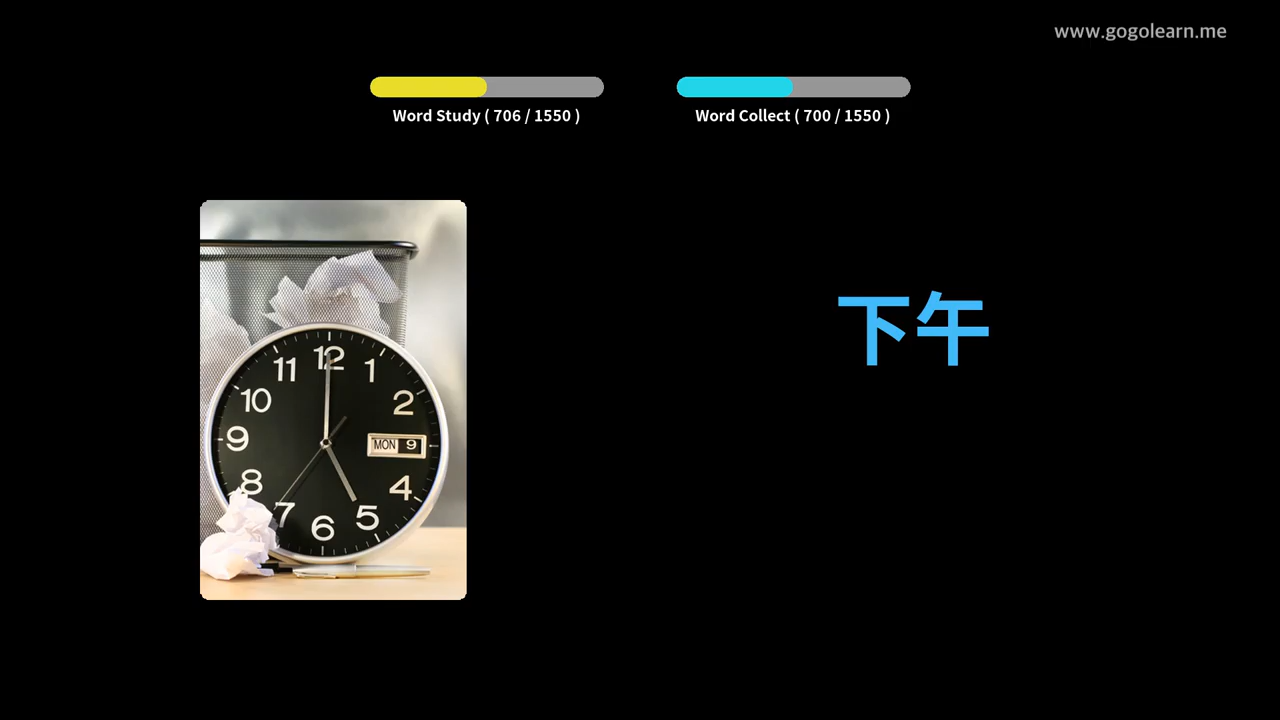 www.gogolearn.me
Word Study ( 706 / 1550 )
Word Collect ( 700 / 1550 )
下午
12
11
1
10
2
9
MON 9
8
4
7
5
6